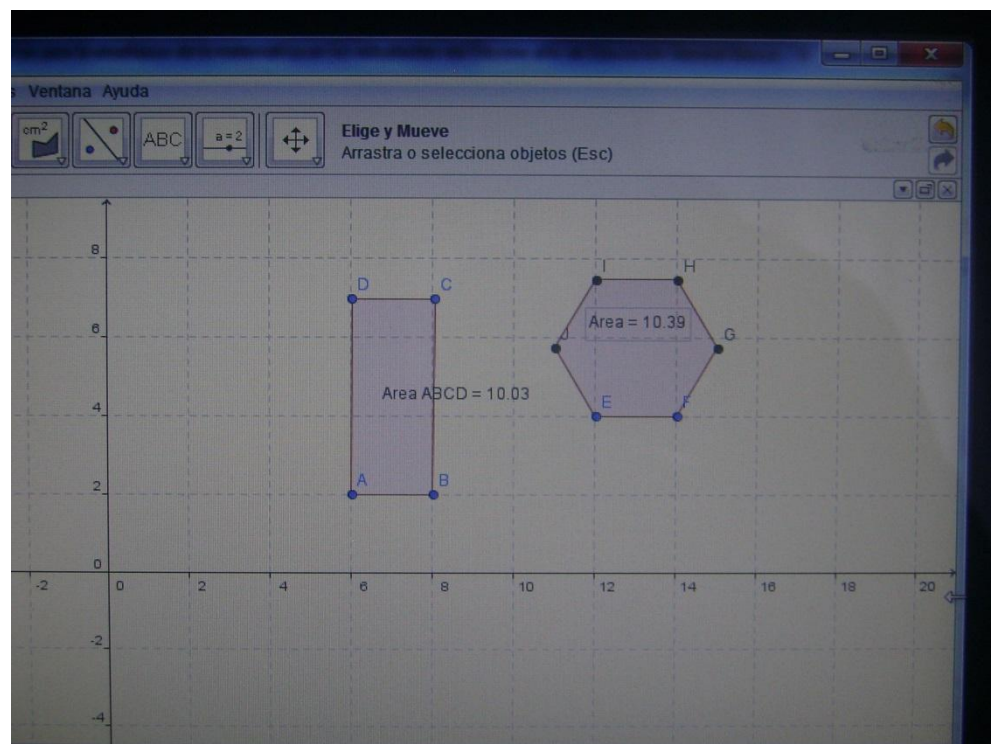 Ventana Ayuda
cm²
ABC
a = 2
Elige y Mueve
Arrastra o selecciona objetos (Esc)
8
I
H
D
C
Area = 10.39
6
J
G
Area ABCD = 10.03
4
E
F
A
B
2
0
-2
0
2
4
6
8
10
12
14
16
18
20
-2
-4